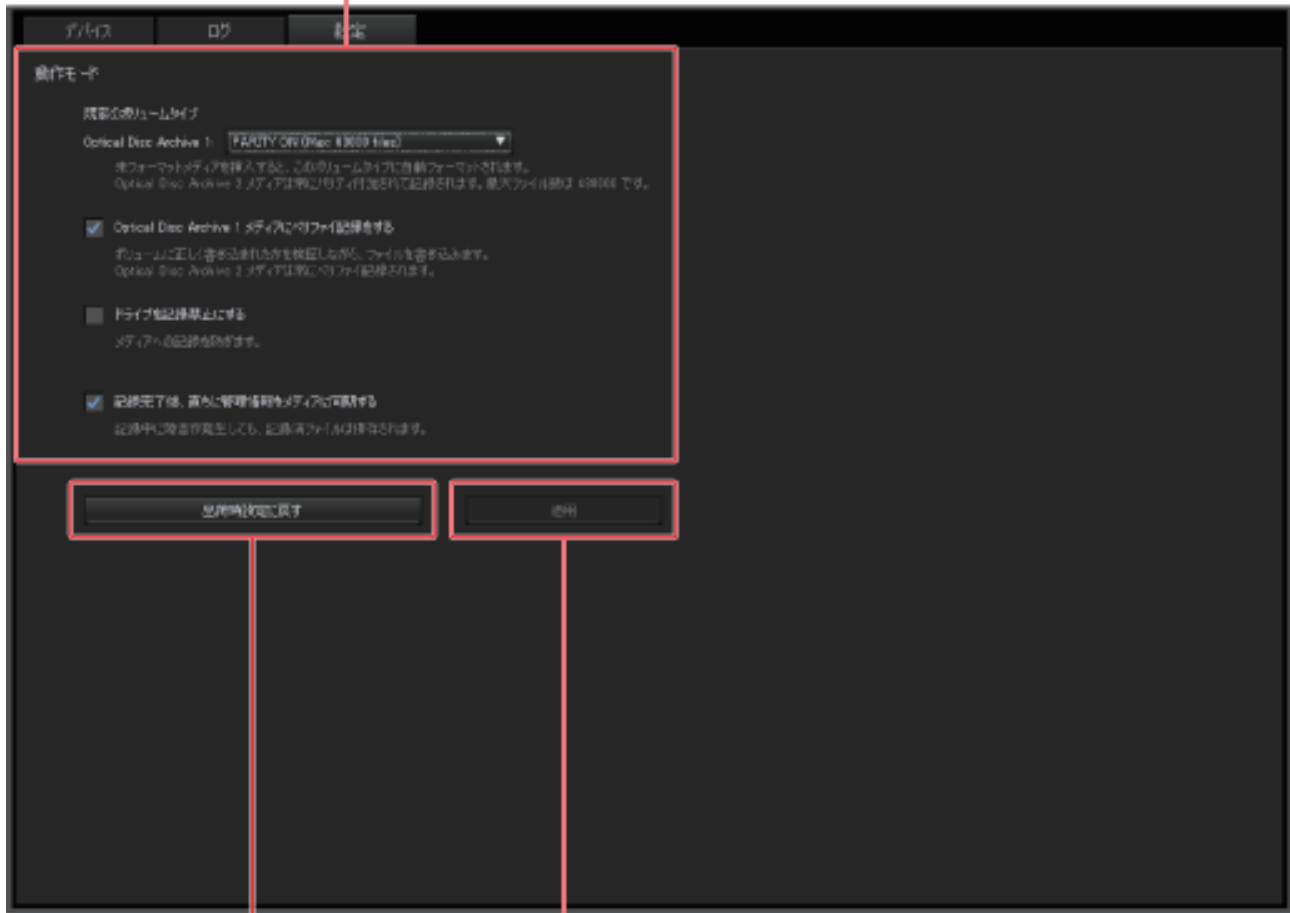 デバイス ログ 設定
動作モード
既定のボリュームタイプ
Optical Disc Archive 1: PARITY ON (Max: 60000 files)
未フォーマットメディアを挿入すると、このボリュームタイプに自動フォーマットされます。
Optical Disc Archive 2 メディアは常にパリティ付加されて記録されます。最大ファイル数は です。
Optical Disc Archive 1 メディアにベリファイ記録をする
ボリュームに正しく書き込まれたかを検証しながら、ファイルを書き込みます。
Optical Disc Archive 2 メディアは常にベリファイ記録されます。
ドライブを記録禁止にする
メディアへの記録を防ぎます。
記録完了後、直ちに管理情報をメディアに同期する
記録中に障害が発生しても、記録済ファイルは保存されます。
出荷時設定に戻す 適用